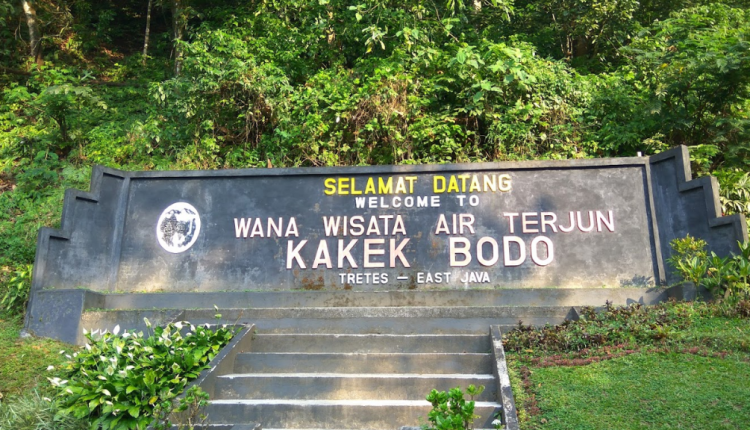 SELAMAT DATANG
WELCOME TO
WANA WISATA AIR TERJUN
KAKEK BODO
TRETES – EAST JAVA